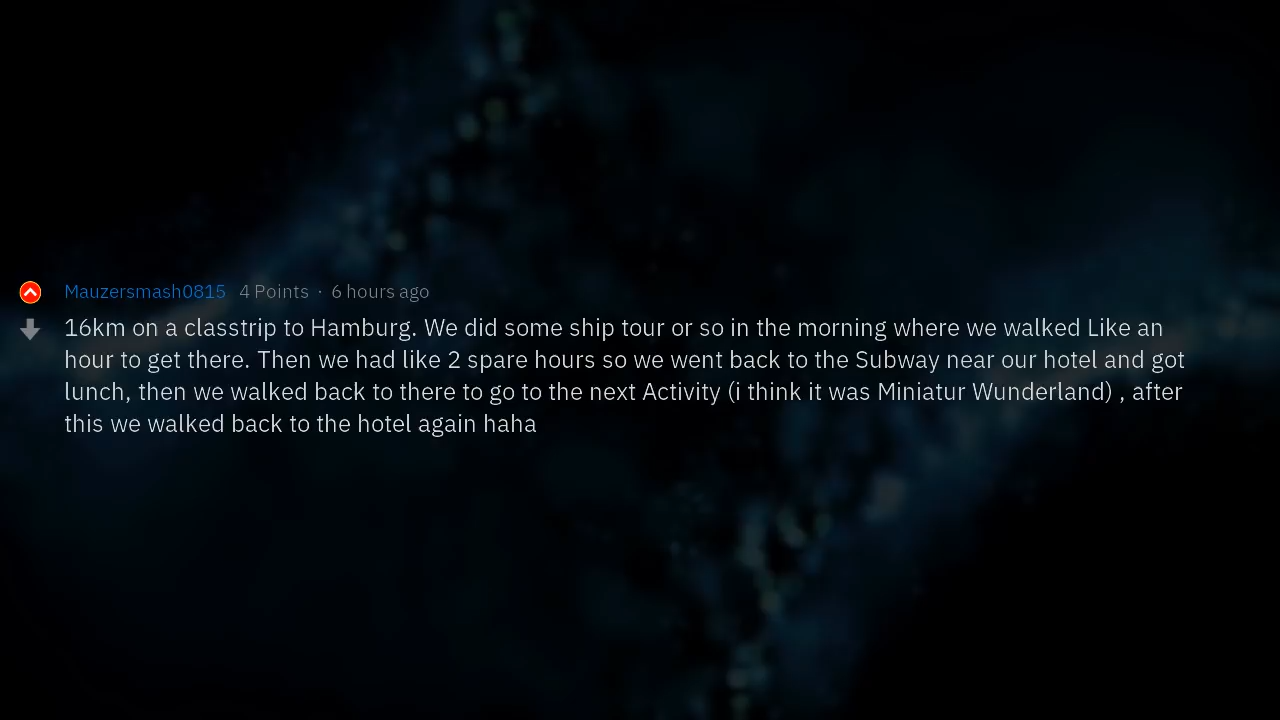 Mauzersmash0815 4 Points · 6 hours ago
16km on a classtrip to Hamburg. We did some ship tour or so in the morning where we walked Like an
hour to get there. Then we had like 2 spare hours so we went back to the Subway near our hotel and got
lunch, then we walked back to there to go to the next Activity (i think it was Miniatur Wunderland) , after
this we walked back to the hotel again haha